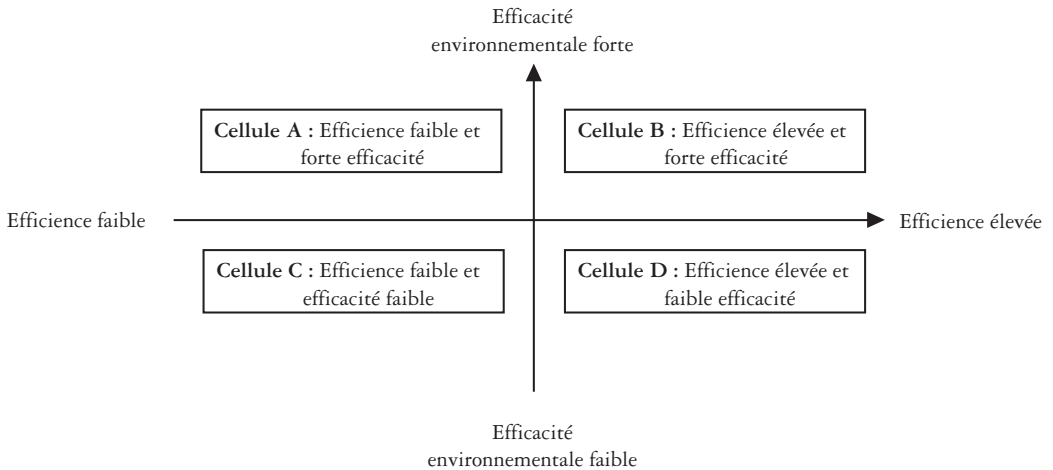 Efficacité
environnementale forte
Cellule A : Efficience faible et
forte efficacité
Cellule B : Efficience élevée et
forte efficacité
Efficience faible
Efficience élevée
Cellule C : Efficience faible et
efficacité faible
Cellule D : Efficience élevée et
faible efficacité
Efficacité
environnementale faible